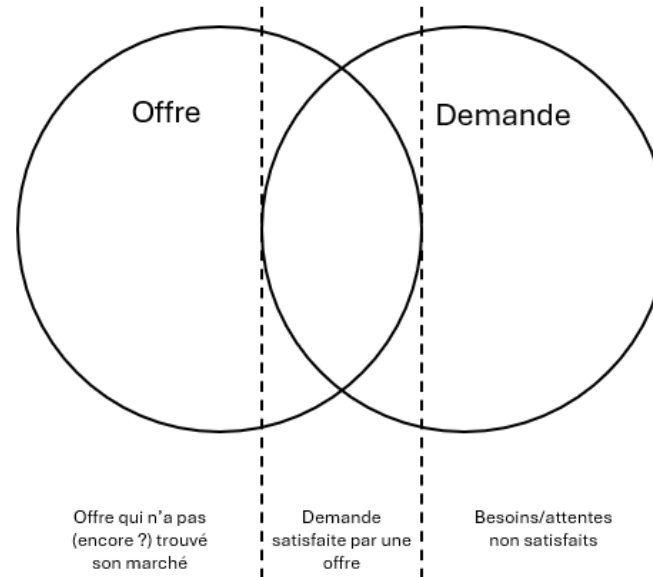 Offre
Demande
Offre qui n'a pas
(encore ?) trouvé
son marché
Demande
satisfaite par une
offre
Besoins/attentes
non satisfaits